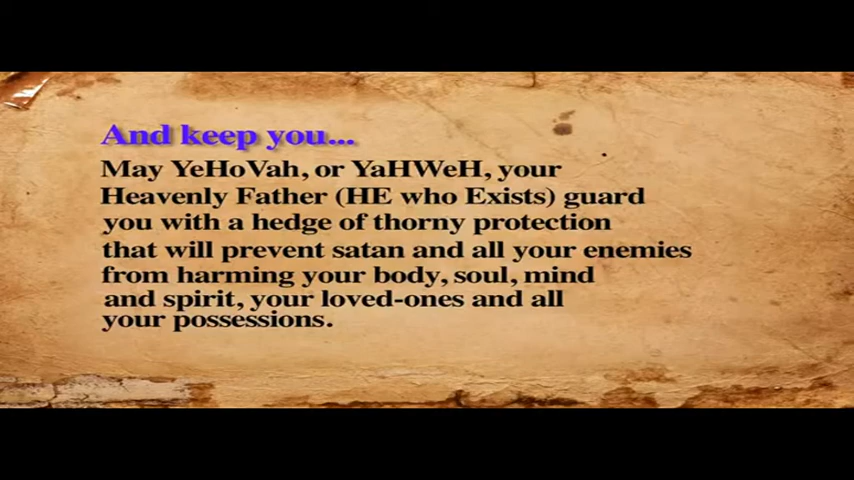 And keep you...
May YeHoVah, or YaHWeH, your
Heavenly Father (HE who Exists) guard
you with a hedge of thorny protection
that will prevent satan and all your enemies
from harming your body, soul, mind
and spirit, your loved-ones and all
your possessions.